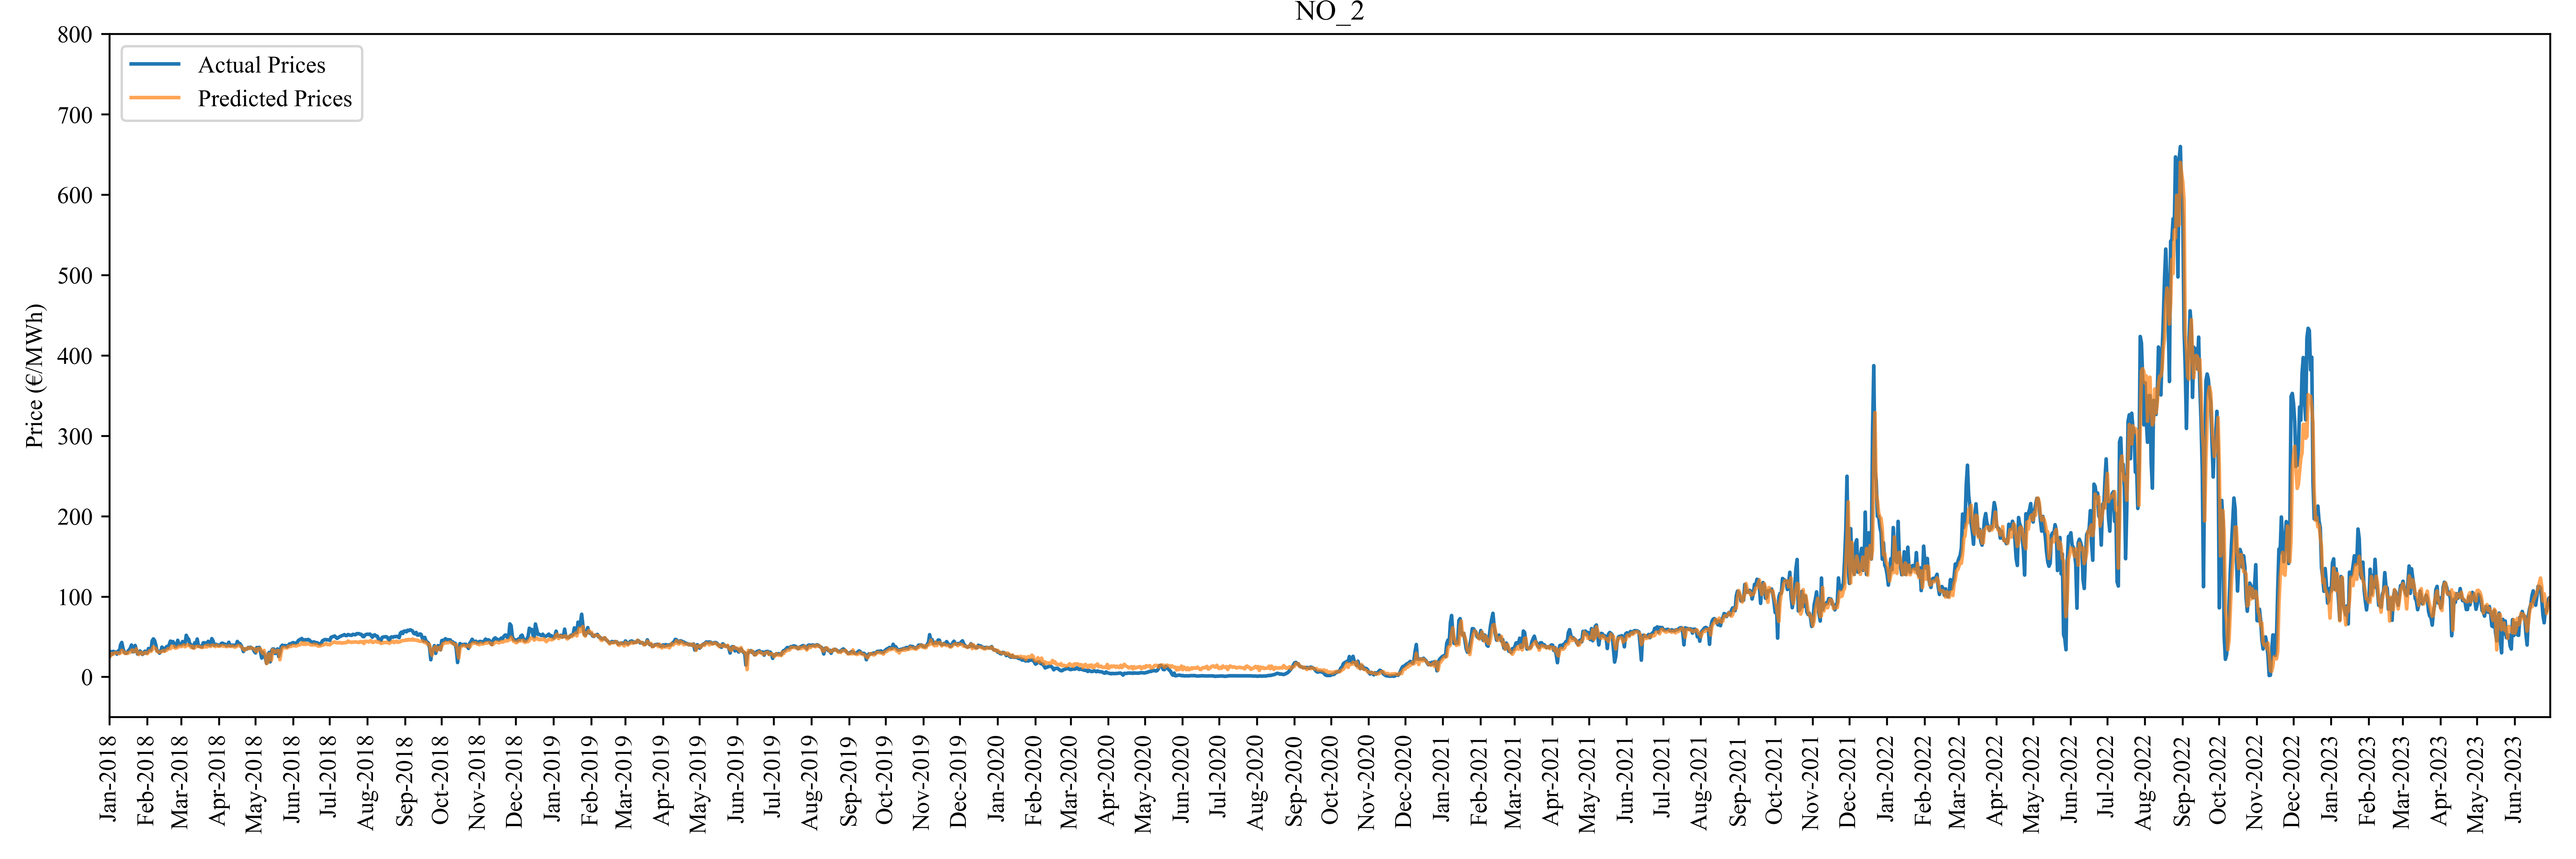 NO_2
800
700
600
500
400
300
200
100
0
Price (€/MWh)
Actual Prices
Predicted Prices
Jan-2018
Feb-2018
Mar-2018
Apr-2018
May-2018
Jun-2018
Jul-2018
Aug-2018
Sep-2018
Oct-2018
Nov-2018
Dec-2018
Jan-2019
Feb-2019
Mar-2019
Apr-2019
May-2019
Jun-2019
Jul-2019
Aug-2019
Sep-2019
Oct-2019
Nov-2019
Dec-2019
Jan-2020
Feb-2020
Mar-2020
Apr-2020
May-2020
Jun-2020
Jul-2020
Aug-2020
Sep-2020
Oct-2020
Nov-2020
Dec-2020
Jan-2021
Feb-2021
Mar-2021
Apr-2021
May-2021
Jun-2021
Jul-2021
Aug-2021
Sep-2021
Oct-2021
Nov-2021
Dec-2021
Jan-2022
Feb-2022
Mar-2022
Apr-2022
May-2022
Jun-2022
Jul-2022
Aug-2022
Sep-2022
Oct-2022
Nov-2022
Dec-2022
Jan-2023
Feb-2023
Mar-2023
Apr-2023
May-2023
Jun-2023